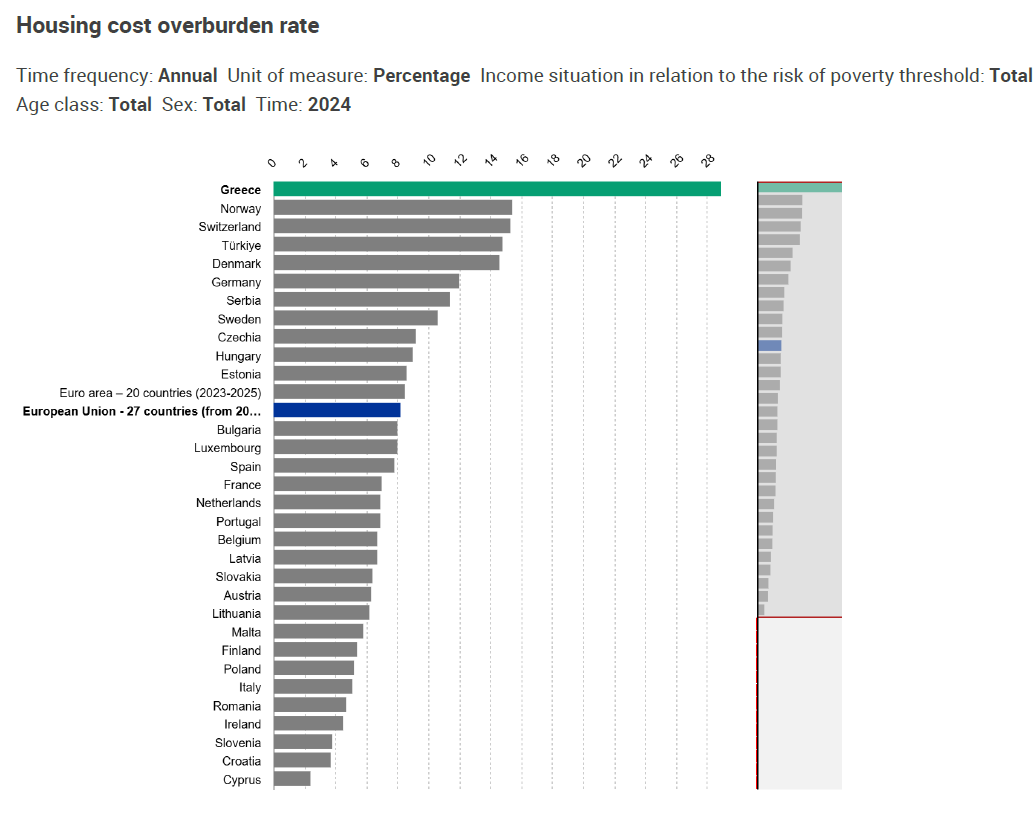 Housing cost overburden rate
Time frequency: Annual Unit of measure: Percentage Income situation in relation to the risk of poverty threshold: Total
Age class: Total Sex: Total Time: 2024
0 2 4 6 8 10 12 14 16 18 20 22 24 26 28
Greece
Norway
Switzerland
Türkiye
Denmark
Germany
Serbia
Sweden
Czechia
Hungary
Estonia
Euro area – 20 countries (2023-2025)
European Union - 27 countries (from 20…
Bulgaria
Luxembourg
Spain
France
Netherlands
Portugal
Belgium
Latvia
Slovakia
Austria
Lithuania
Malta
Finland
Poland
Italy
Romania
Ireland
Slovenia
Croatia
Cyprus